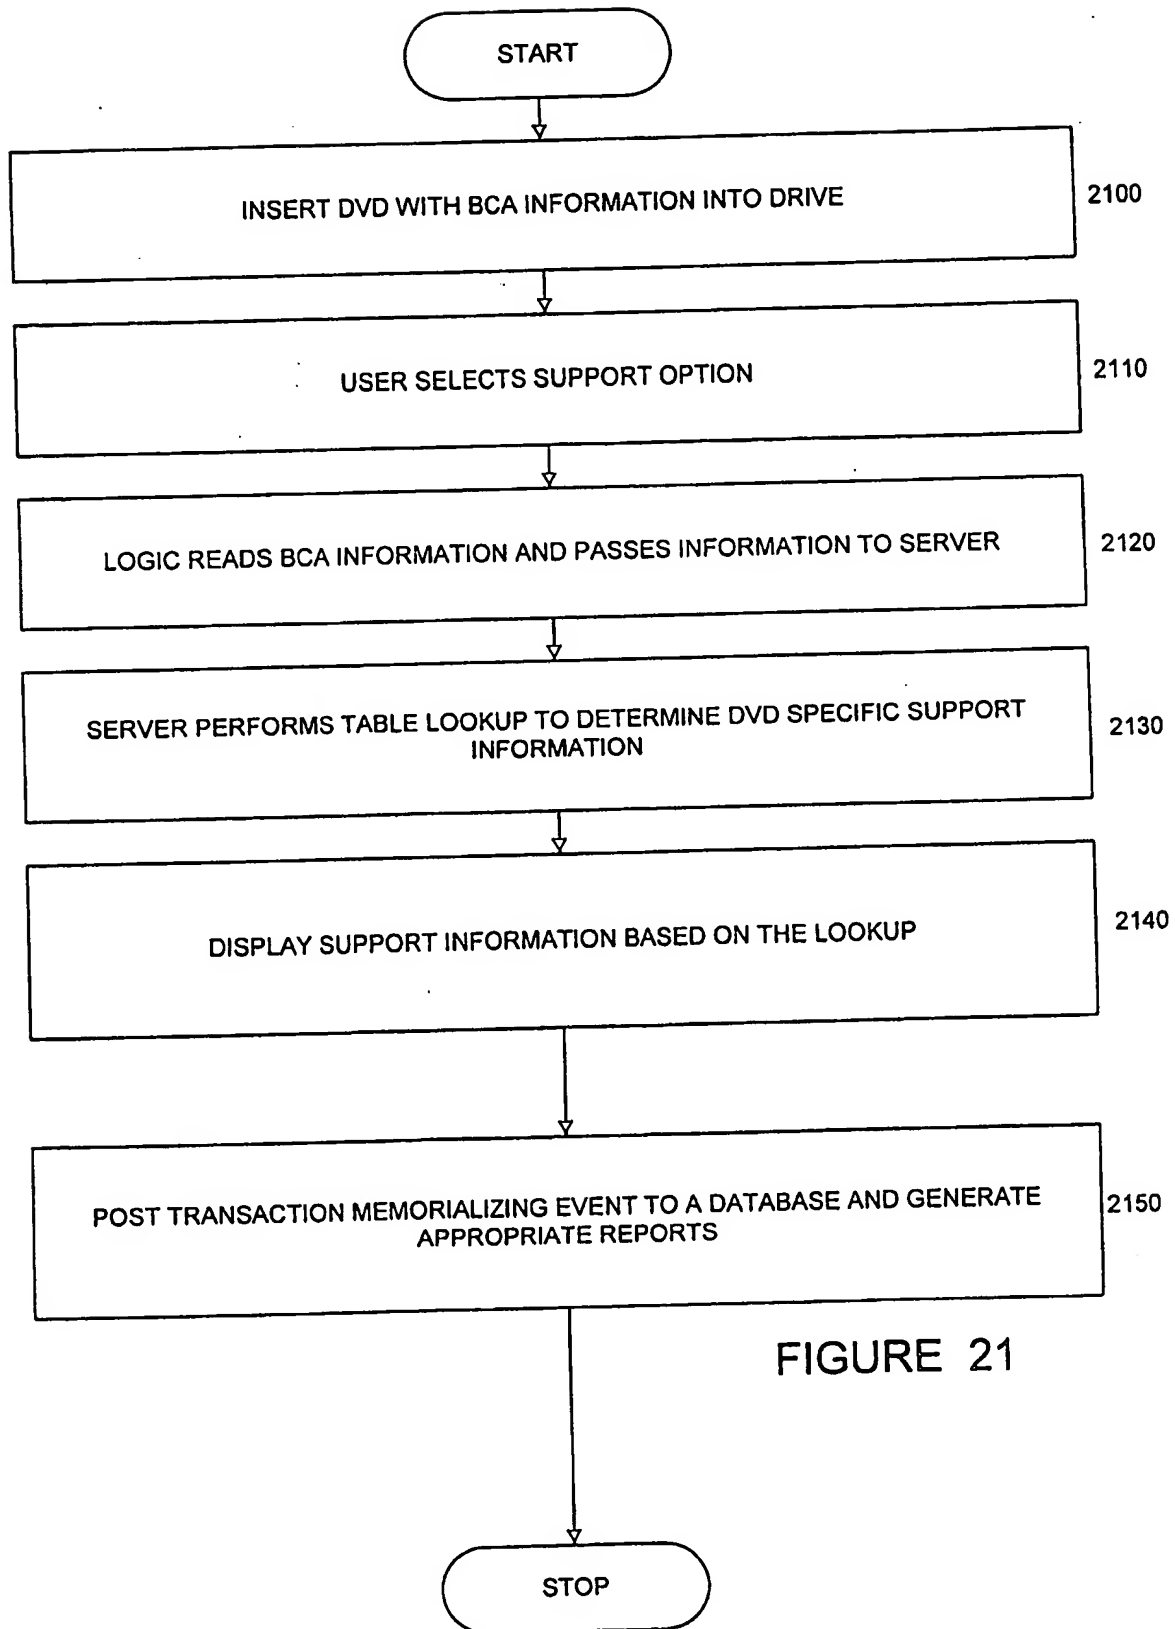 START
INSERT DVD WITH BCA INFORMATION INTO DRIVE
2100
USER SELECTS SUPPORT OPTION
2110
LOGIC READS BCA INFORMATION AND PASSES INFORMATION TO SERVER
2120
SERVER PERFORMS TABLE LOOKUP TO DETERMINE DVD SPECIFIC SUPPORT
INFORMATION
2130
DISPLAY SUPPORT INFORMATION BASED ON THE LOOKUP
2140
POST TRANSACTION MEMORIALIZING EVENT TO A DATABASE AND GENERATE
APPROPRIATE REPORTS
2150
FIGURE 21
STOP